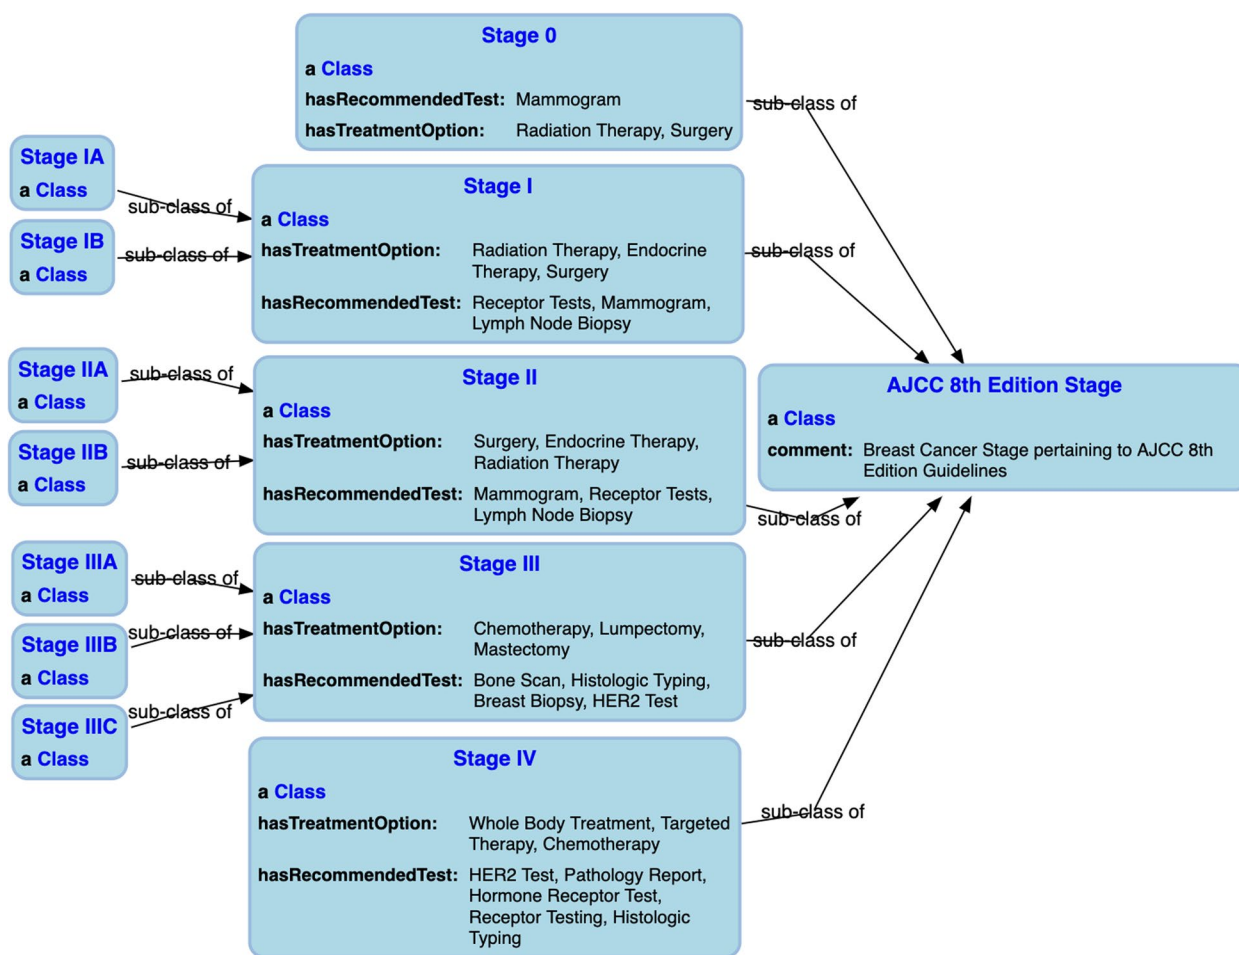 Stage 0
a Class
hasRecommendedTest: Mammogram
hasTreatmentOption: Radiation Therapy, Surgery
sub-class of
Stage IA
a Class
sub-class of
Stage IB
a Class
sub-class of
Stage I
a Class
hasTreatmentOption: Radiation Therapy, Endocrine
Therapy, Surgery
hasRecommendedTest: Receptor Tests, Mammogram,
Lymph Node Biopsy
sub-class of
Stage IIA
a Class
sub-class of
Stage IIB
a Class
sub-class of
Stage II
a Class
hasTreatmentOption: Surgery, Endocrine Therapy,
Radiation Therapy
hasRecommendedTest: Mammogram, Receptor Tests,
Lymph Node Biopsy
sub-class of
AJCC 8th Edition Stage
a Class
comment: Breast Cancer Stage pertaining to AJCC 8th
Edition Guidelines
Stage IIIA
a Class
sub-class of
Stage IIIB
a Class
sub-class of
Stage IIIC
a Class
sub-class of
Stage III
a Class
hasTreatmentOption: Chemotherapy, Lumpectomy,
Mastectomy
hasRecommendedTest: Bone Scan, Histologic Typing,
Breast Biopsy, HER2 Test
sub-class of
Stage IV
a Class
hasTreatmentOption: Whole Body Treatment, Targeted
Therapy, Chemotherapy
hasRecommendedTest: HER2 Test, Pathology Report,
Hormone Receptor Test,
Receptor Testing, Histologic
Typing
sub-class of